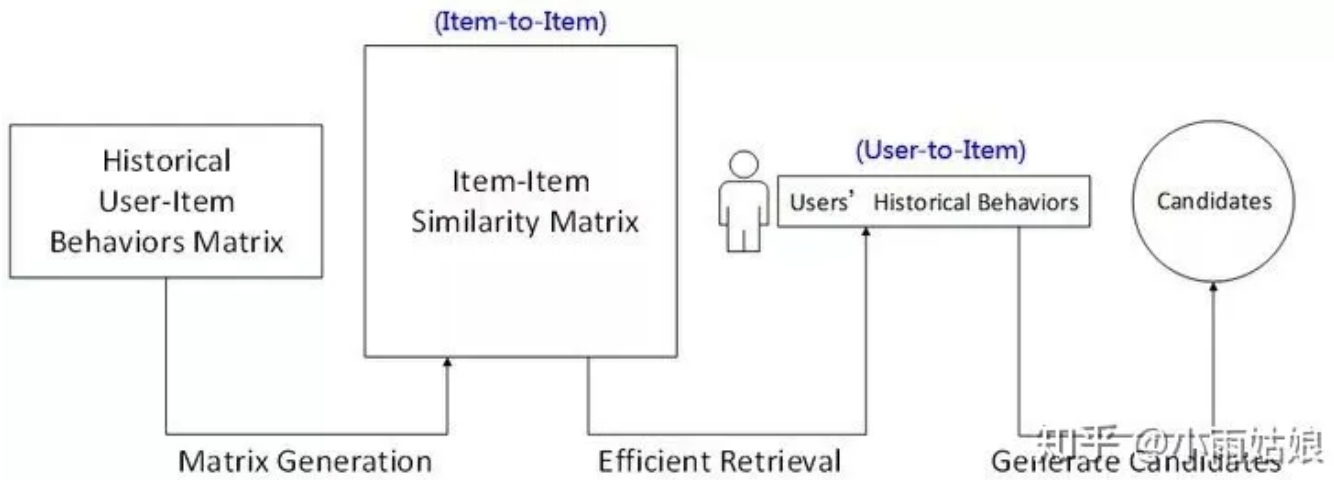 (Item-to-Item)
Historical
User-Item
Behaviors Matrix
Item-Item
Similarity Matrix
(User-to-Item)
Users’ Historical Behaviors
Candidates
Matrix Generation
Efficient Retrieval
Generate Candidates
知乎 @小雨姑娘